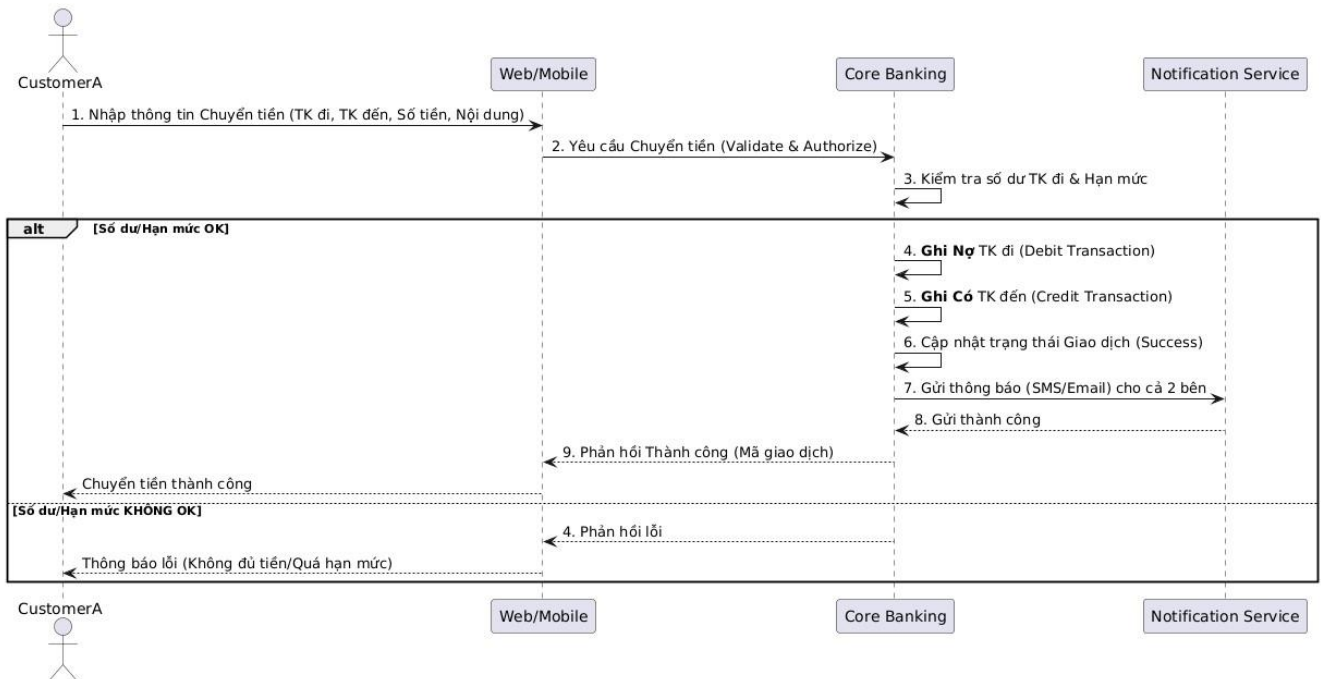 CustomerA
Web/Mobile
Core Banking
Notification Service
1. Nhập thông tin Chuyển tiền (TK đi, TK đến, Số tiền, Nội dung)
2. Yêu cầu Chuyển tiền (Validate & Authorize)
3. Kiểm tra số dư TK đi & Hạn mức
alt [Số dư/Hạn mức OK]
4. Ghi Nợ TK đi (Debit Transaction)
5. Ghi Có TK đến (Credit Transaction)
6. Cập nhật trạng thái Giao dịch (Success)
7. Gửi thông báo (SMS/Email) cho cả 2 bên
8. Gửi thành công
9. Phản hồi Thành công (Mã giao dịch)
Chuyển tiền thành công
[Số dư/Hạn mức KHÔNG OK]
4. Phản hồi lỗi
Thông báo lỗi (Không đủ tiền/Quá hạn mức)
CustomerA
Web/Mobile
Core Banking
Notification Service